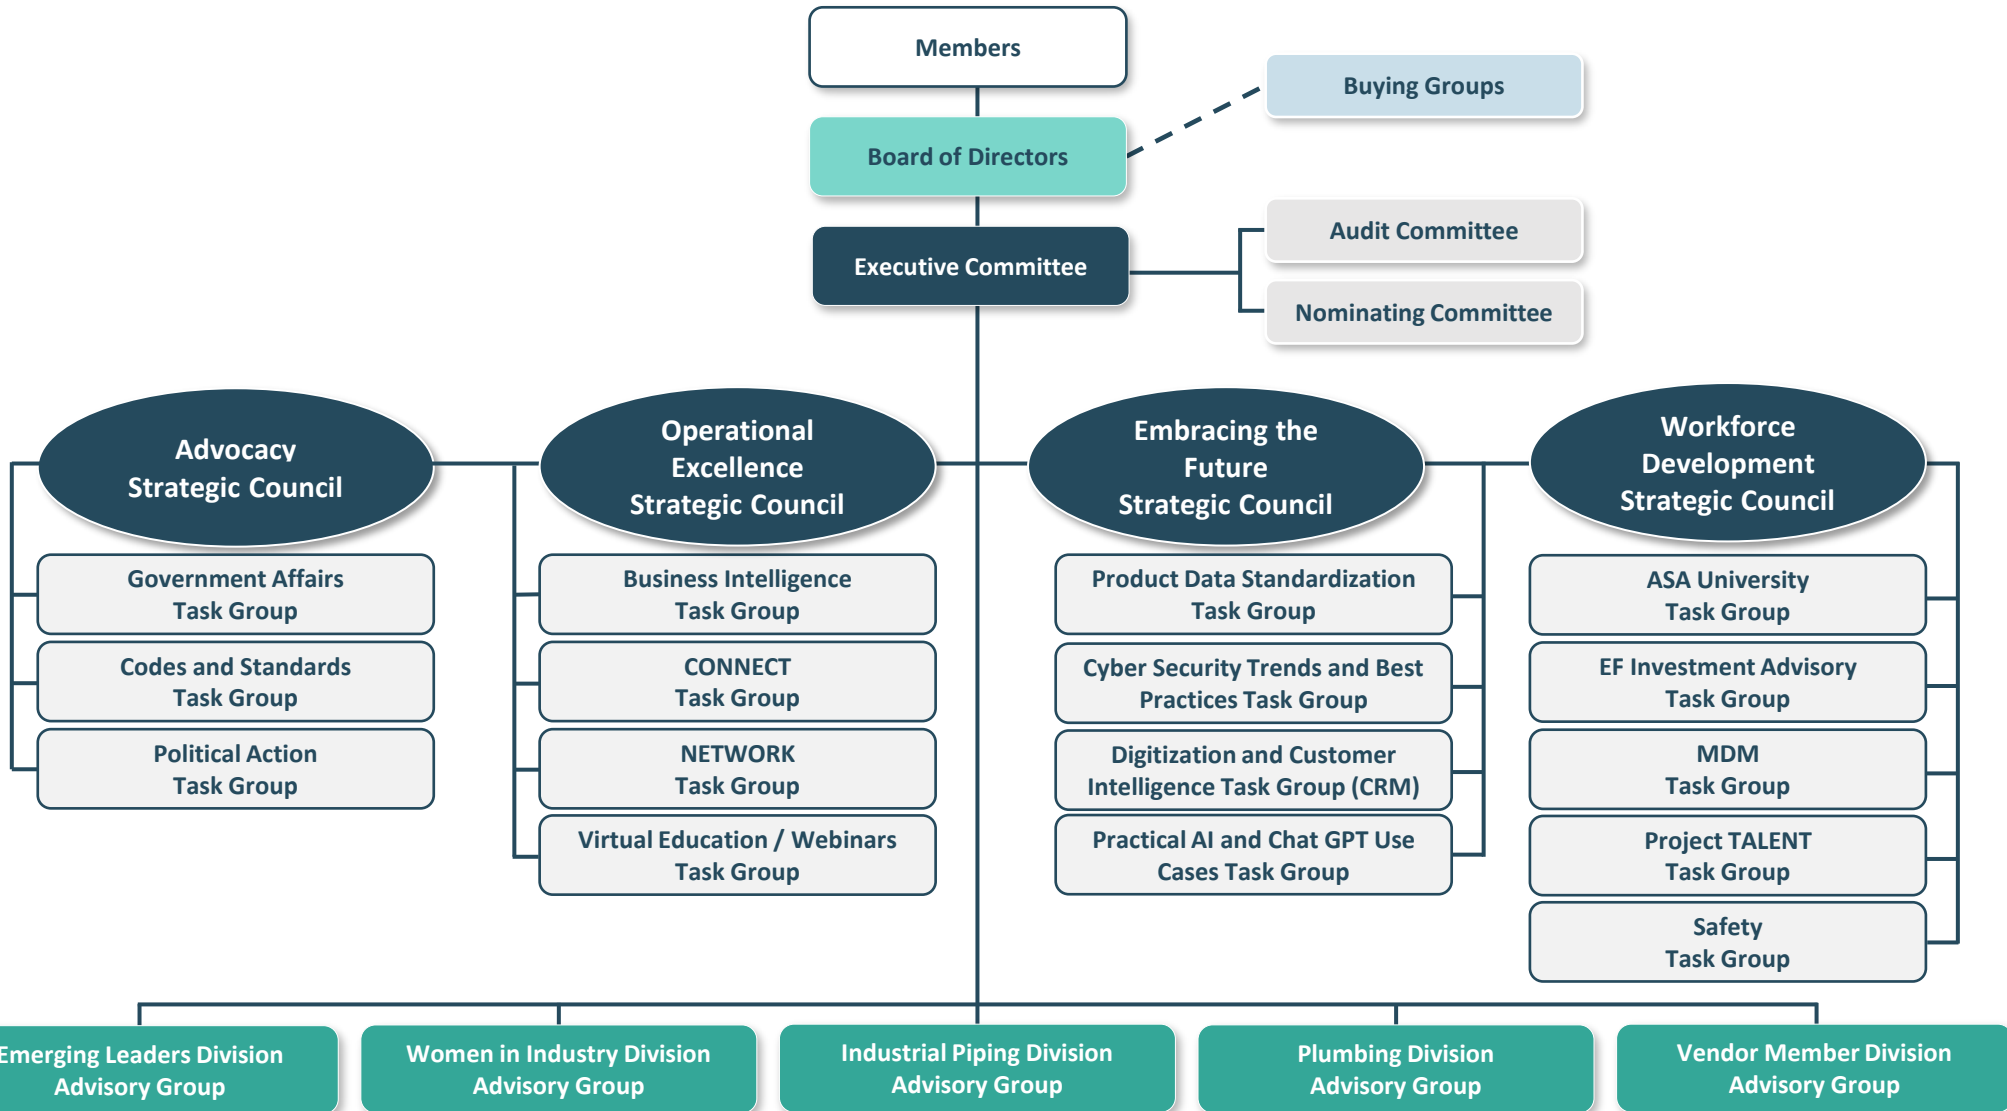 Members
Buying Groups
Board of Directors
Audit Committee
Executive Committee
Nominating Committee
Advocacy
Strategic Council
Operational
Excellence
Strategic Council
Embracing the
Future
Strategic Council
Workforce
Development
Strategic Council
Government Affairs
Task Group
Codes and Standards
Task Group
Political Action
Task Group
Business Intelligence
Task Group
CONNECT
Task Group
NETWORK
Task Group
Virtual Education / Webinars
Task Group
Product Data Standardization
Task Group
Cyber Security Trends and Best
Practices Task Group
Digitization and Customer
Intelligence Task Group (CRM)
Practical AI and Chat GPT Use
Cases Task Group
ASA University
Task Group
EF Investment Advisory
Task Group
MDM
Task Group
Project TALENT
Task Group
Safety
Task Group
Emerging Leaders Division
Advisory Group
Women in Industry Division
Advisory Group
Industrial Piping Division
Advisory Group
Plumbing Division
Advisory Group
Vendor Member Division
Advisory Group